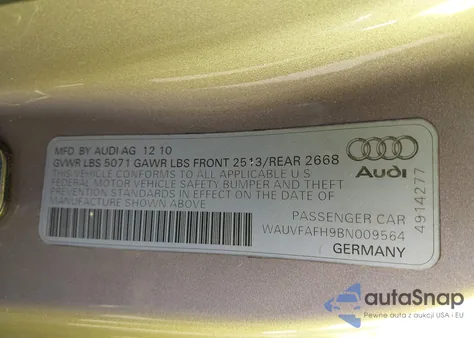 MFD BY AUDI AG 12 10
GVWR LBS 5071 GAWR LBS FRONT 2513/REAR 2668
THIS VEHICLE CONFORMS TO ALL APPLICABLE U S
FEDERAL MOTOR VEHICLE SAFETY BUMPER AND THEFT
PREVENTION STANDARDS IN EFFECT ON THE DATE OF
MANUFACTURE SHOWN ABOVE
Audi
PASSENGER CAR
WAUVFAFH9BN009564
GERMANY
4914277
autoSnap
Twoje auto z aukcji USA i EU